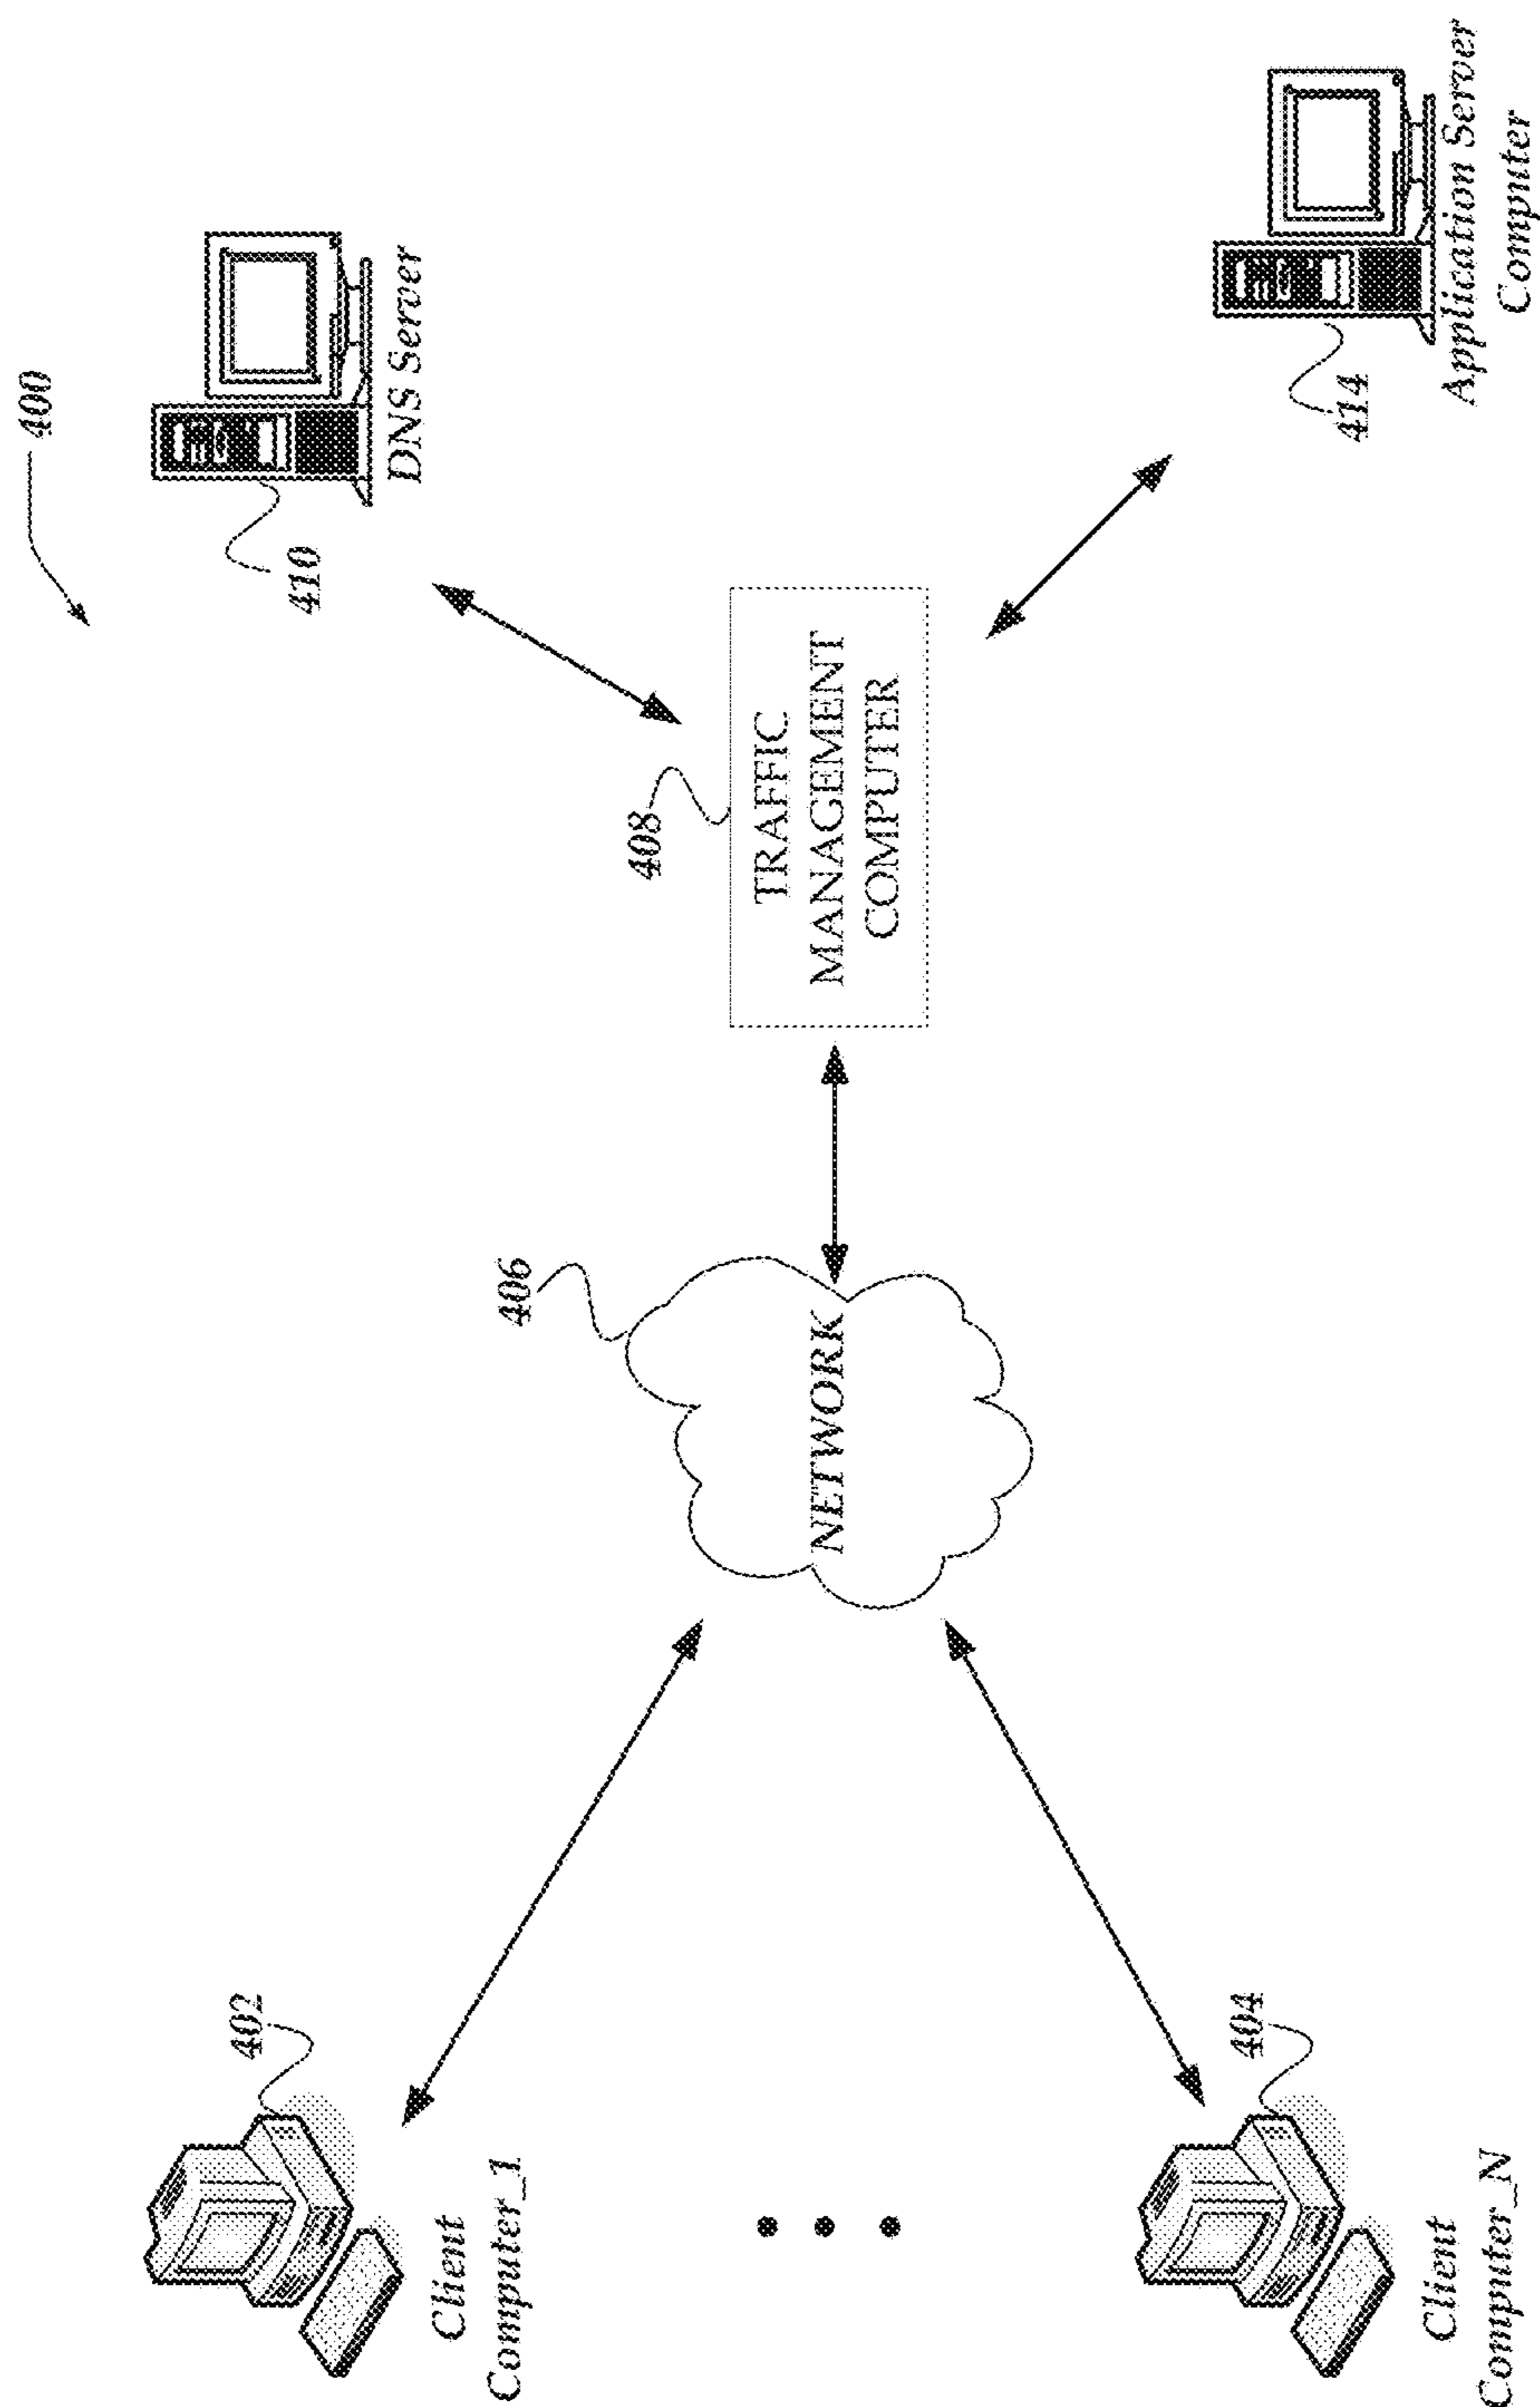 400
402
Client
Computer_1
404
Client
Computer_N
406
NETWORK
408
TRAFFIC
MANAGEMENT
COMPUTER
410
DNS Server
414
Application Server
Computer